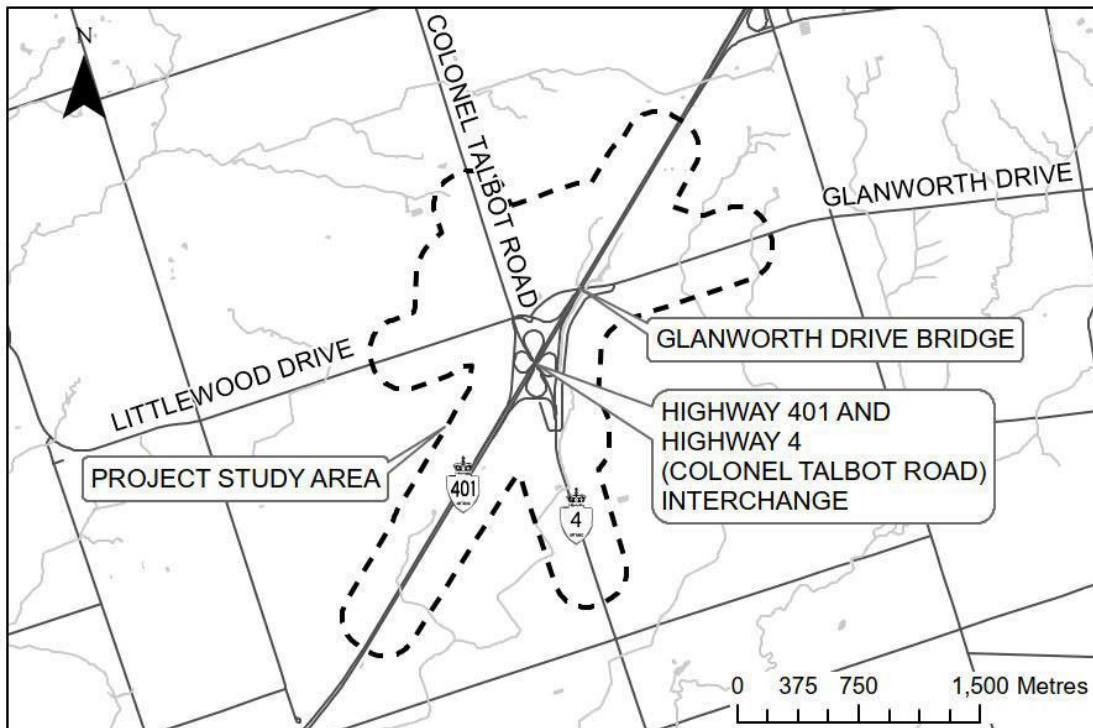 N
COLONEL TALBOT ROAD
GLANWORTH DRIVE
GLANWORTH DRIVE BRIDGE
LITTLEWOOD DRIVE
HIGHWAY 401 AND
HIGHWAY 4
(COLONEL TALBOT ROAD)
INTERCHANGE
PROJECT STUDY AREA
401
4
0 375 750 1,500 Metres